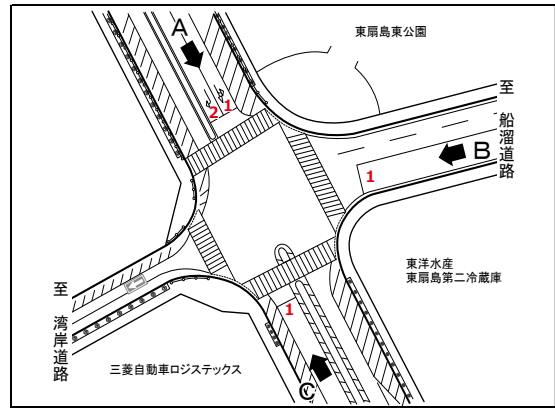 東扇島東公園
A
2 1
至 船溜道路
B
1
東洋水産
東扇島第二冷蔵庫
至 湾岸道路
1
C
三菱自動車ロジステックス